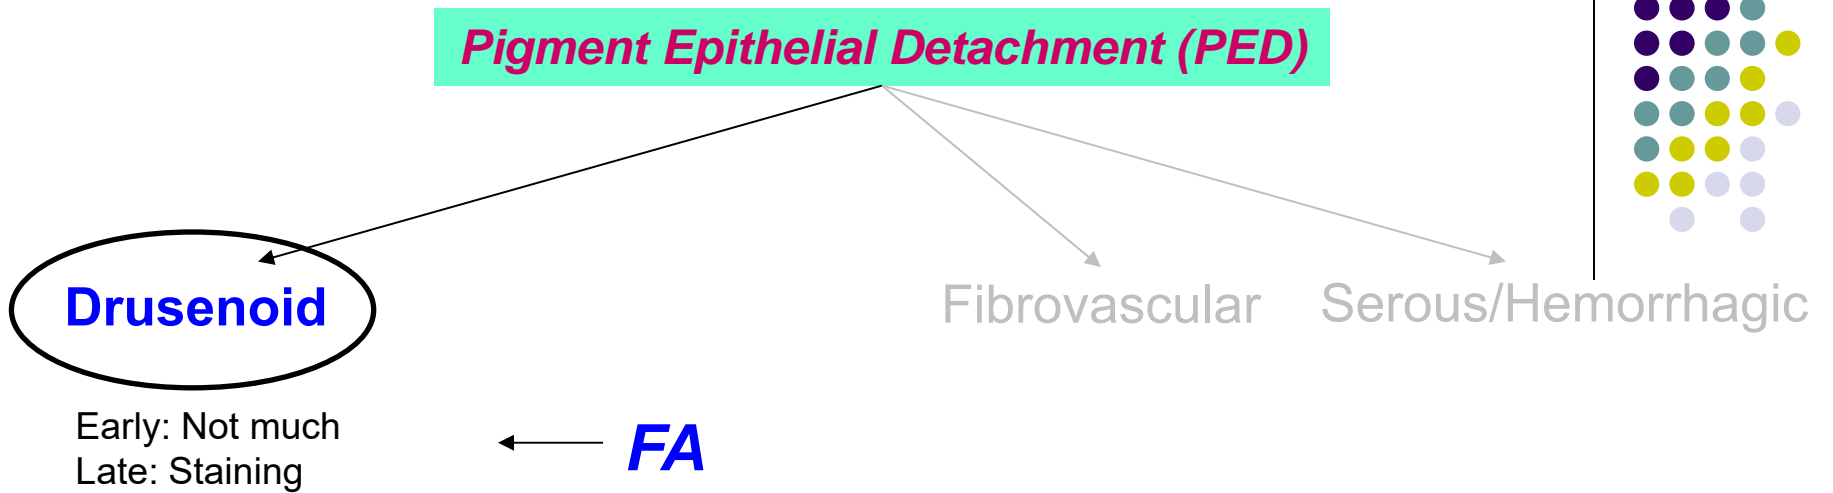 Pigment Epithelial Detachment (PED)
Drusenoid
Fibrovascular
Serous/Hemorrhagic
Early: Not much
Late: Staining
FA